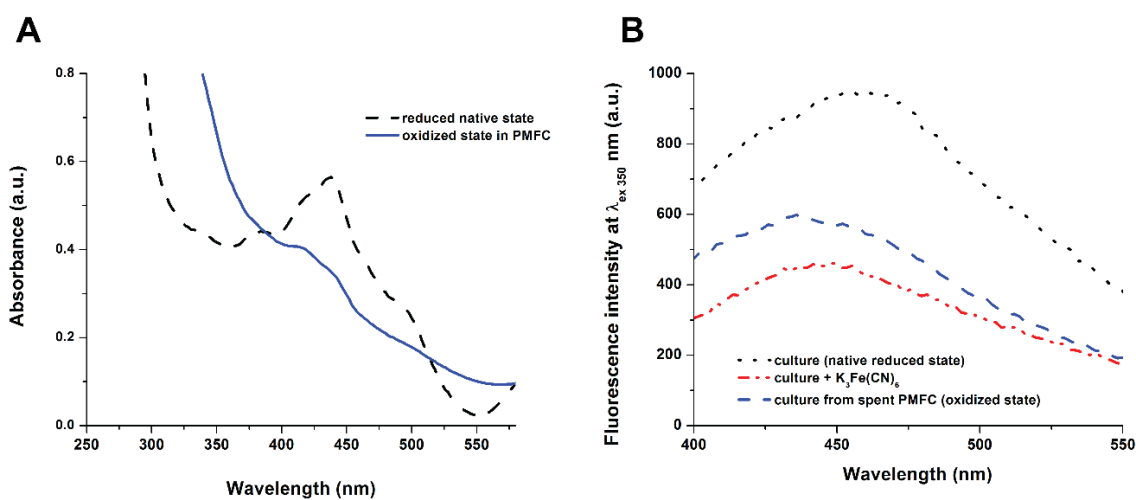 A
B
0.8
0.6
0.4
0.2
0.0
Absorbance (a.u.)
250 300 350 400 450 500 550
Wavelength (nm)
reduced native state
oxidized state in PMFC
1000
800
600
400
200
0
Fluorescence intensity at λex 350 nm (a.u.)
400 450 500 550
Wavelength (nm)
culture (native reduced state)
culture + K3Fe(CN)6
culture from spent PMFC (oxidized state)